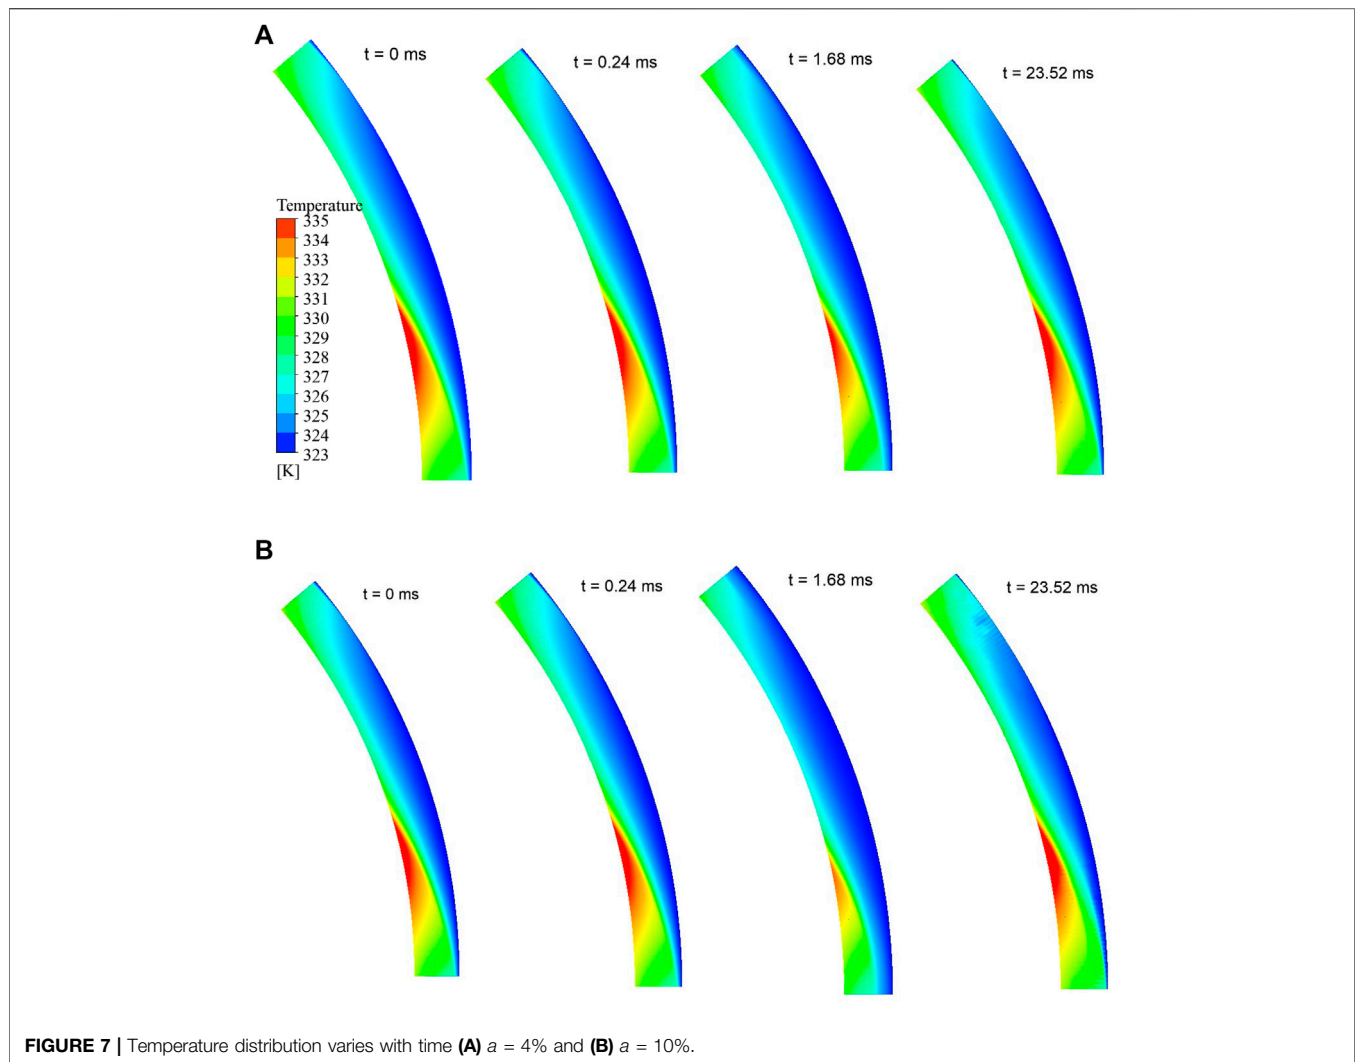 A
t = 0 ms
t = 0.24 ms
t = 1.68 ms
t = 23.52 ms
Temperature
335
334
333
332
331
330
329
328
327
326
325
324
323
[K]
B
t = 0 ms
t = 0.24 ms
t = 1.68 ms
t = 23.52 ms
FIGURE 7 | Temperature distribution varies with time (A) a = 4% and (B) a = 10%.